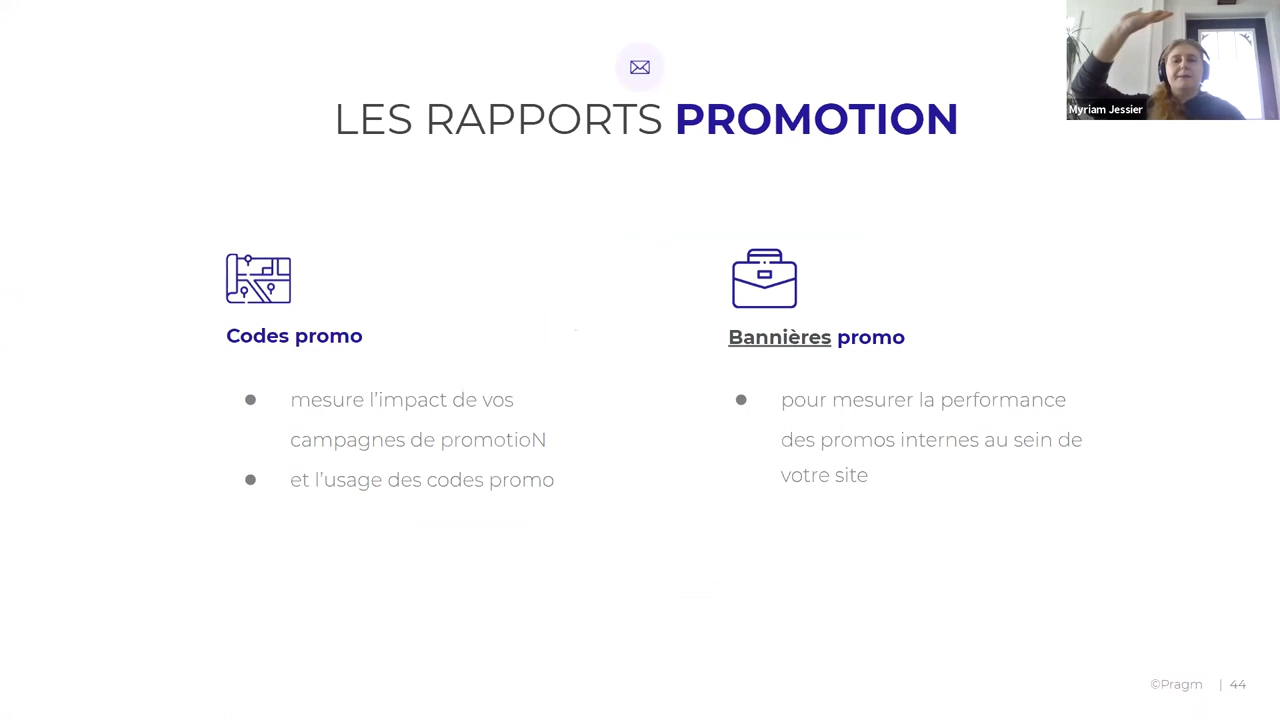 Myriam Jessier
LES RAPPORTS PROMOTION
Codes promo
mesure l'impact de vos
campagnes de promotioN
et l'usage des codes promo
Bannières promo
pour mesurer la performance
des promos internes au sein de
votre site
©Pragm | 44